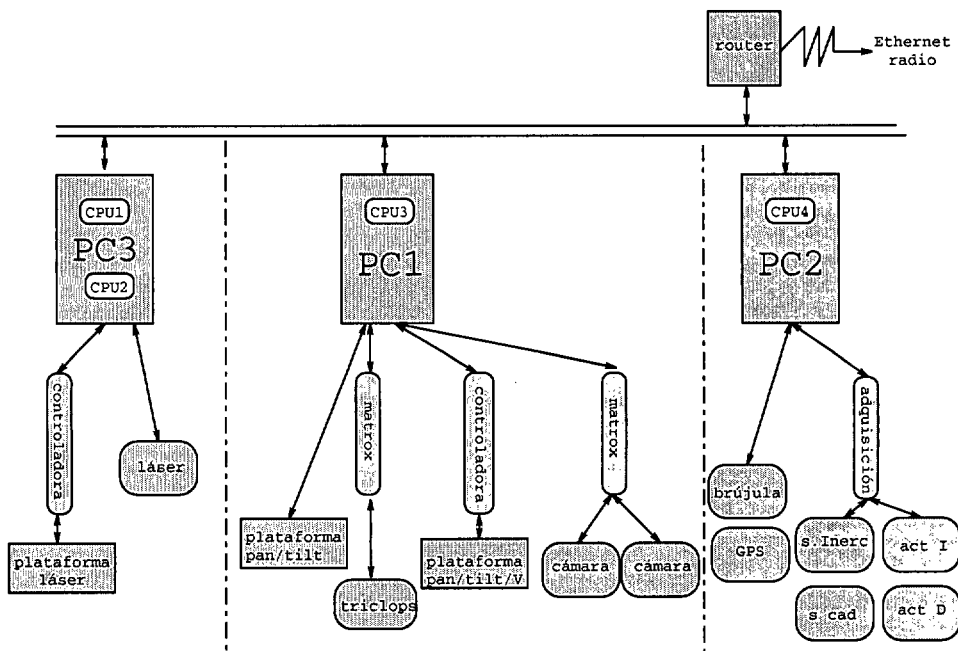 router
Ethernet
radio
CPU1
PC3
CPU2
CPU3
PC1
CPU4
PC2
controladora
láser
plataforma
láser
matrox
controladora
matrox
plataforma
pan/tilt
triclops
plataforma
pan/tilt/V
cámara
cámara
adquisición
brújula
GPS
s.Inerc
act I
s cad
act D